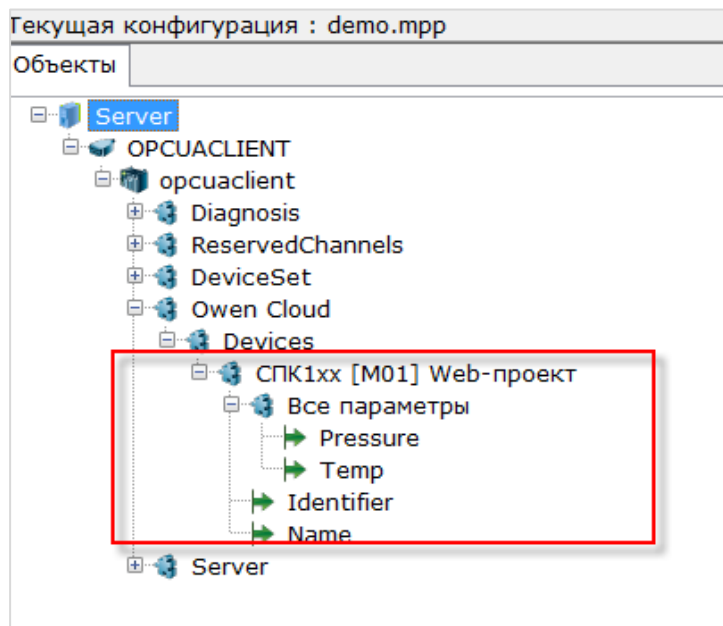 Текущая конфигурация : demo.mpp
Объекты
Server
OPCUACLIENT
opcuaclient
Diagnosis
ReservedChannels
DeviceSet
Owen Cloud
Devices
СПК1xx [M01] Web-проект
Все параметры
Pressure
Temp
Identifier
Name
Server